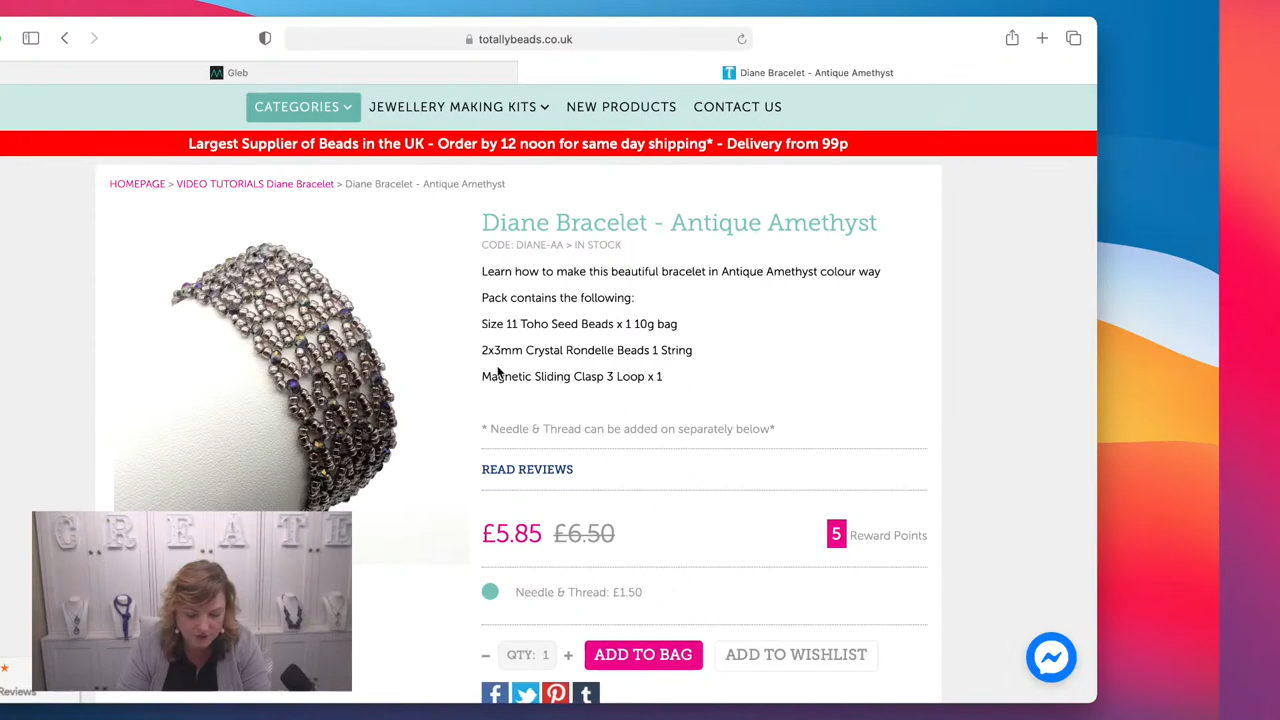 totallybeads.co.uk
Gleb
Diane Bracelet - Antique Amethyst
CATEGORIES
JEWELLERY MAKING KITS
NEW PRODUCTS
CONTACT US
Largest Supplier of Beads in the UK - Order by 12 noon for same day shipping* - Delivery from 99p
HOMEPAGE > VIDEO TUTORIALS Diane Bracelet > Diane Bracelet - Antique Amethyst
Diane Bracelet - Antique Amethyst
CODE: DIANE-AA > IN STOCK
Learn how to make this beautiful bracelet in Antique Amethyst colour way
Pack contains the following:
Size 11 Toho Seed Beads x 1 10g bag
2x3mm Crystal Rondelle Beads 1 String
Magnetic Sliding Clasp 3 Loop x 1
* Needle & Thread can be added on separately below*
READ REVIEWS
£5.85 £6.50
5 Reward Points
Needle & Thread: £1.50
- QTY: 1 +
ADD TO BAG
ADD TO WISHLIST
CREATE
Reviews